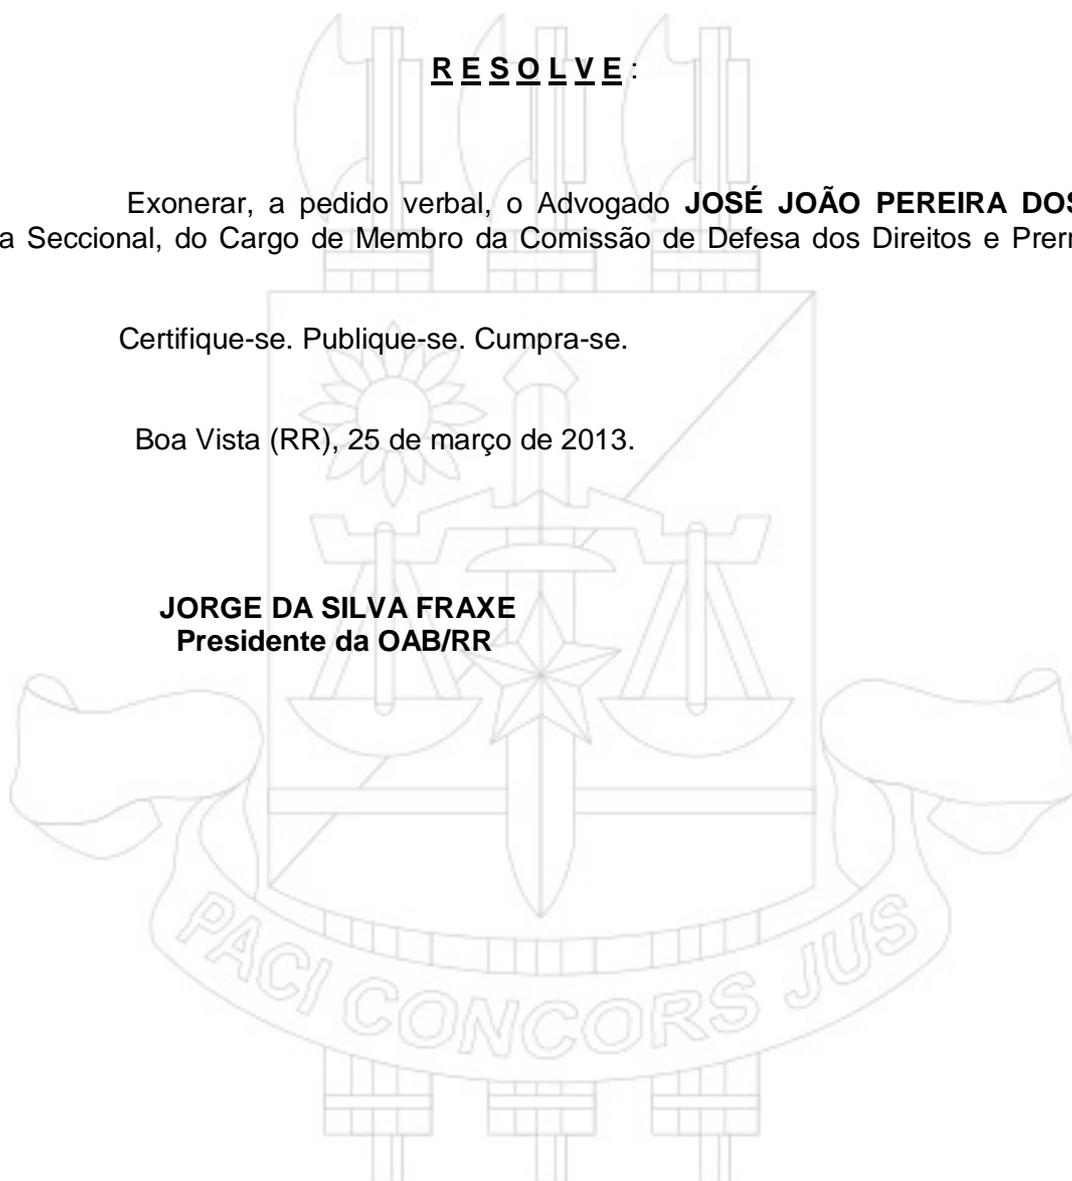 R E S O L V E :
Exonerar, a pedido verbal, o Advogado JOSÉ JOÃO PEREIRA DOS
a Seccional, do Cargo de Membro da Comissão de Defesa dos Direitos e
Certifique-se. Publique-se. Cumpra-se.
Boa Vista (RR), 25 de março de 2013.
JORGE DA SILVA FRAXE
Presidente da OAB/RR
PACI CONCORS JUS